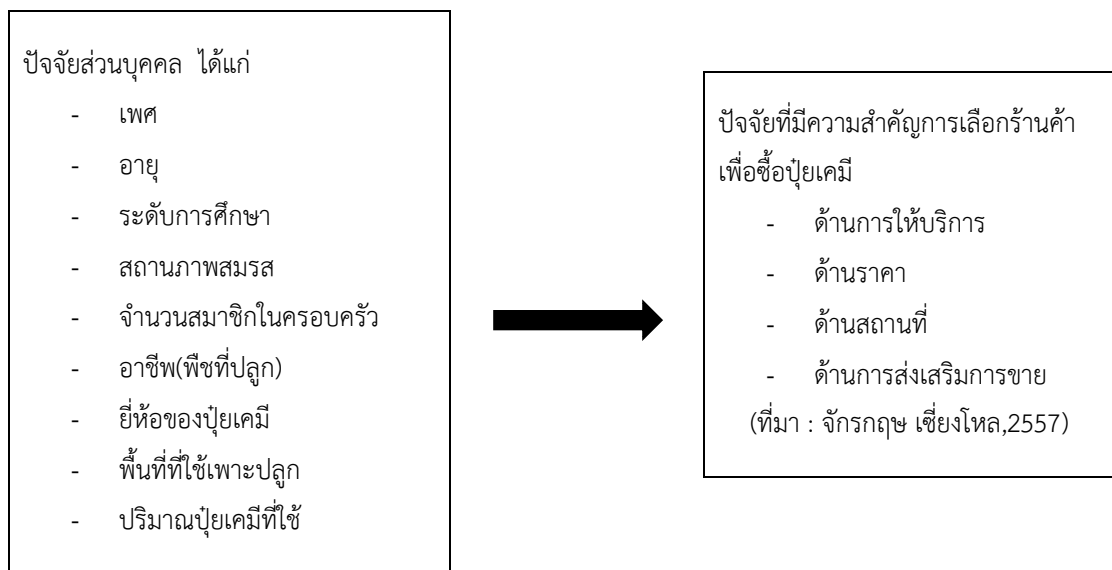 ปัจจัยส่วนบุคคล ได้แก่
- เพศ
- อายุ
- ระดับการศึกษา
- สถานภาพสมรส
- จำนวนสมาชิกในครอบครัว
- อาชีพ(พืชที่ปลูก)
- ยี่ห้อของปุ๋ยเคมี
- พื้นที่ที่ใช้เพาะปลูก
- ปริมาณปุ๋ยเคมีที่ใช้
ปัจจัยที่มีความสำคัญการเลือกร้านค้า
เพื่อซื้อปุ๋ยเคมี
- ด้านการให้บริการ
- ด้านราคา
- ด้านสถานที่
- ด้านการส่งเสริมการขาย
(ที่มา : จักรกฤษ เซี่ยงโหล,2557)